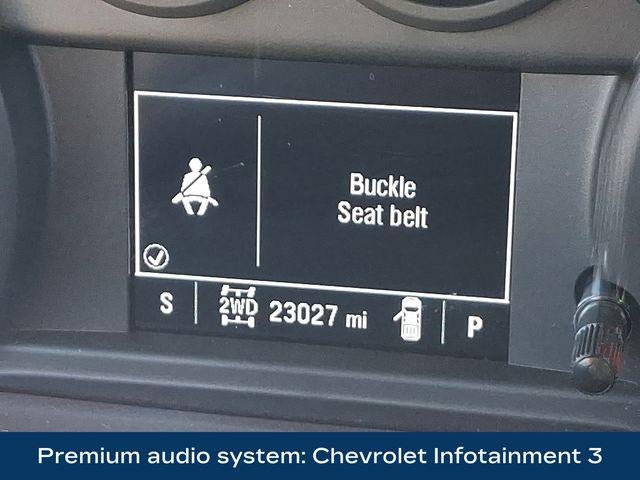 Buckle
Seat belt
S 2WD 23027 mi P
Premium audio system: Chevrolet Infotainment 3